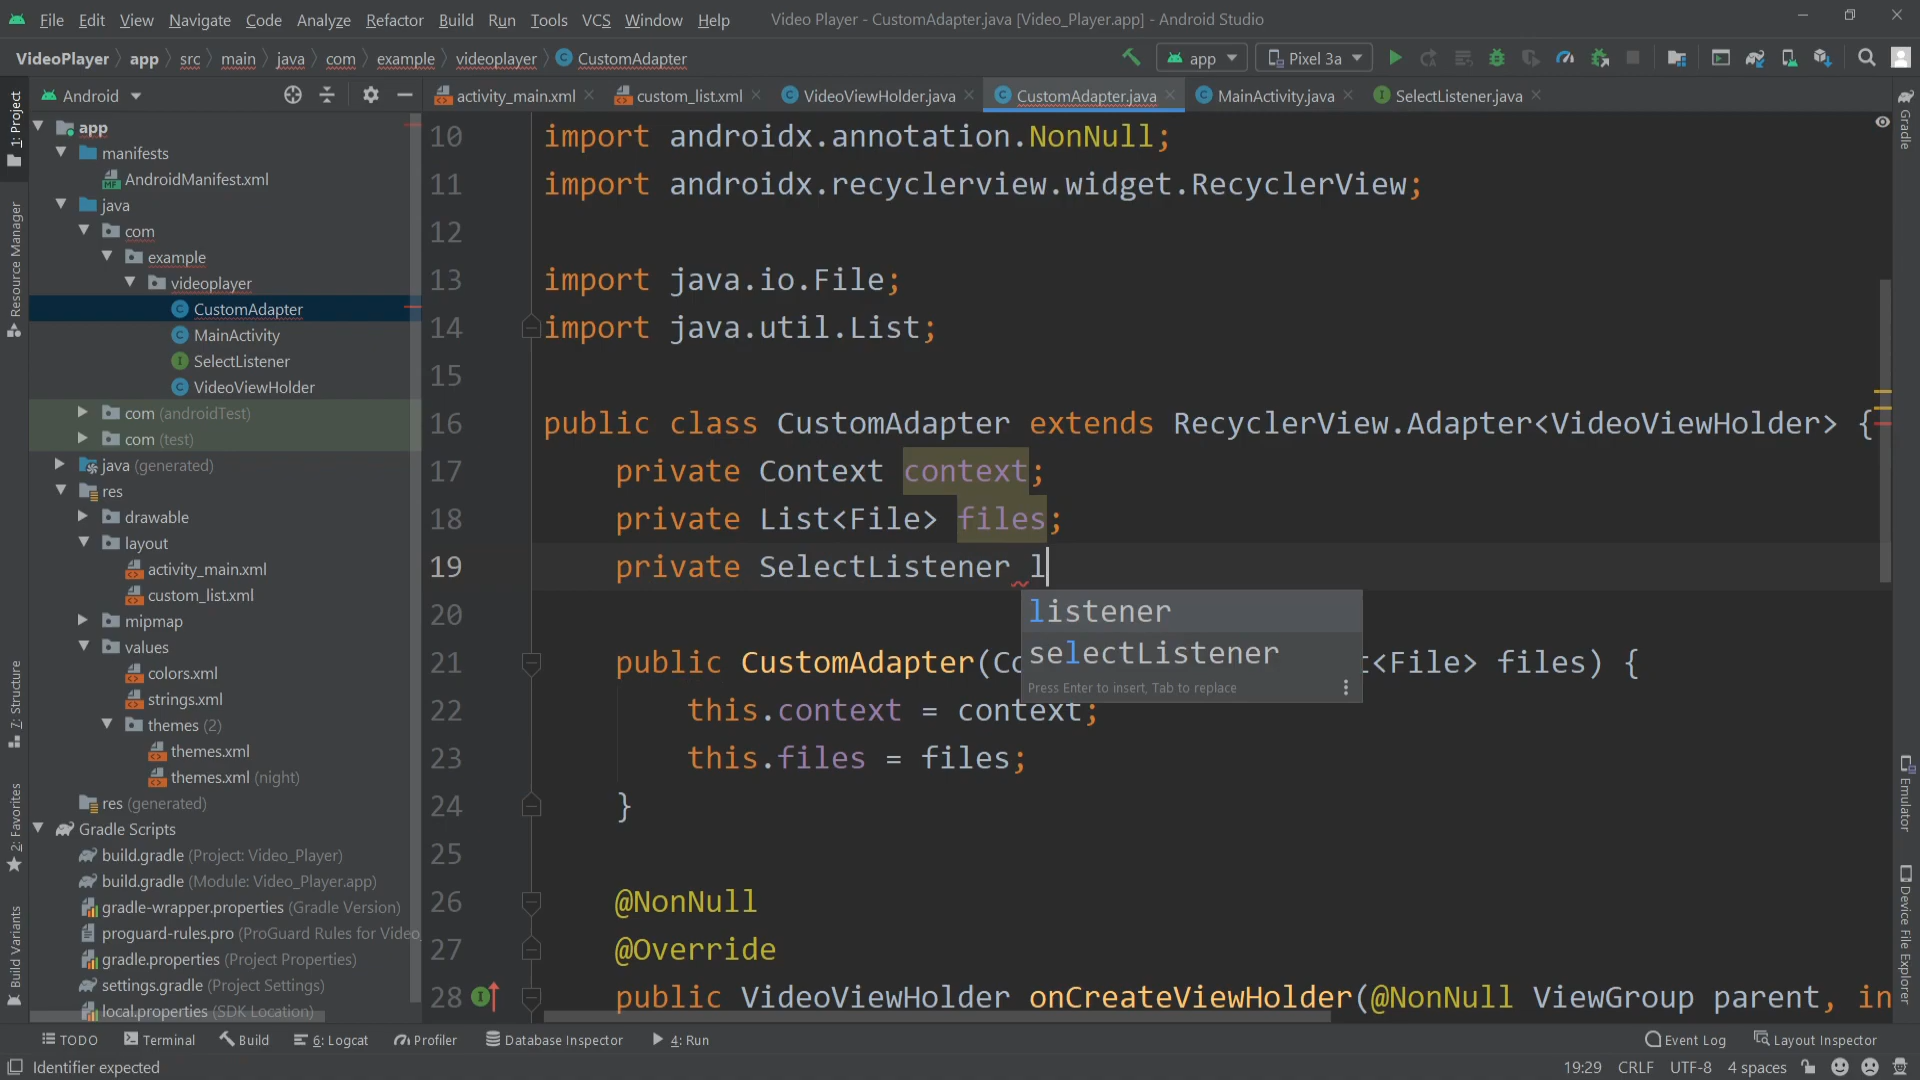 File Edit View Navigate Code Analyze Refactor Build Run Tools VCS Window Help Video Player - CustomAdapter.java [Video_Player.app] - Android Studio
VideoPlayer app src main java com example videoplayer CustomAdapter app Pixel 3a
Android activity_main.xml custom_list.xml VideoViewHolder.java CustomAdapter.java MainActivity.java SelectListener.java
1: Project
Resource Manager
7: Structure
2: Favorites
Build Variants
app
manifests
AndroidManifest.xml
java
com
example
videoplayer
CustomAdapter
MainActivity
SelectListener
VideoViewHolder
com (androidTest)
com (test)
java (generated)
res
drawable
layout
activity_main.xml
custom_list.xml
mipmap
values
colors.xml
strings.xml
themes (2)
themes.xml
themes.xml (night)
res (generated)
Gradle Scripts
build.gradle (Project: Video_Player)
build.gradle (Module: Video_Player.app)
gradle-wrapper.properties (Gradle Version)
proguard-rules.pro (ProGuard Rules for Video
gradle.properties (Project Properties)
settings.gradle (Project Settings)
local.properties (SDK Location)
10 import androidx.annotation.NonNull;
11 import androidx.recyclerview.widget.RecyclerView;
12
13 import java.io.File;
14 import java.util.List;
15
16 public class CustomAdapter extends RecyclerView.Adapter<VideoViewHolder> {
17 private Context context;
18 private List<File> files;
19 private SelectListener l
20
listener
selectListener
Press Enter to insert, Tab to replace
21 public CustomAdapter(Co t<File> files) {
22 this.context = context;
23 this.files = files;
24 }
25
26 @NonNull
27 @Override
28 public VideoViewHolder onCreateViewHolder(@NonNull ViewGroup parent, in
Gradle
Emulator
Device File Explorer
TODO Terminal Build 6: Logcat Profiler Database Inspector 4: Run Event Log Layout Inspector
Identifier expected 19:29 CRLF UTF-8 4 spaces